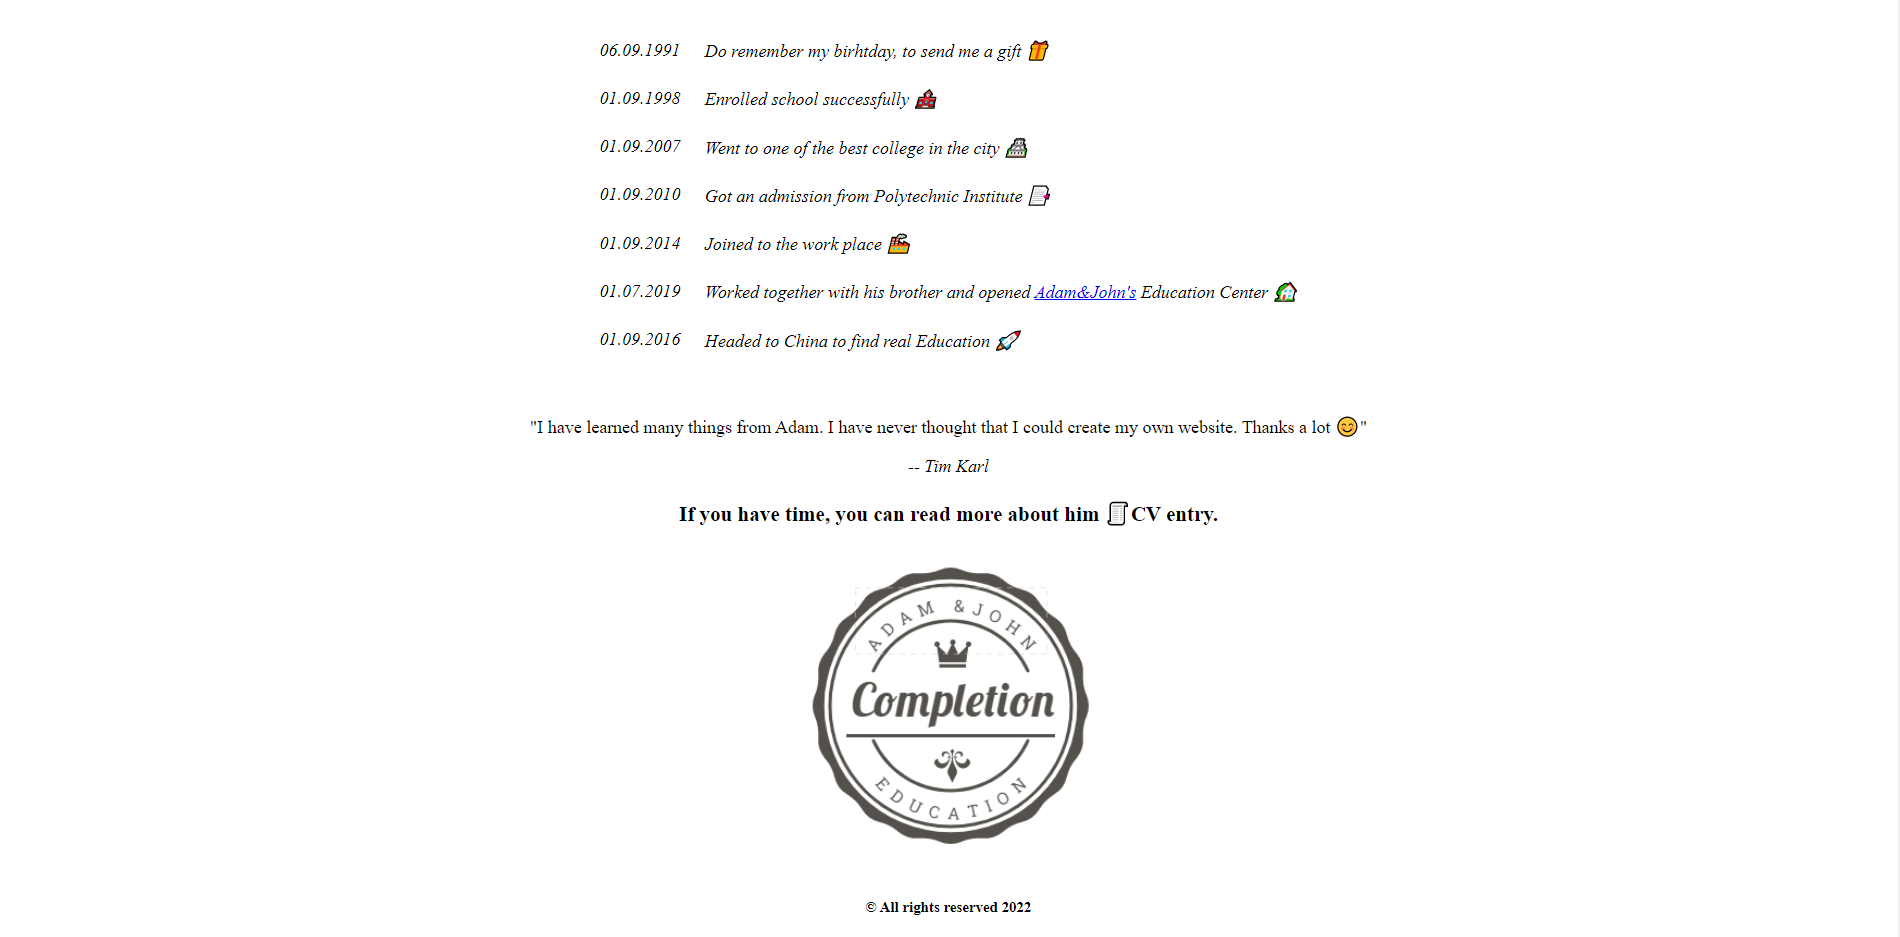 06.09.1991 Do remember my birhtday, to send me a gift 🎁
01.09.1998 Enrolled school successfully 🏫
01.09.2007 Went to one of the best college in the city 🏯
01.09.2010 Got an admission from Polytechnic Institute 📑
01.09.2014 Joined to the work place 🏭
01.07.2019 Worked together with his brother and opened Adam&John's Education Center 🏡
01.09.2016 Headed to China to find real Education 🚀
"I have learned many things from Adam. I have never thought that I could create my own website. Thanks a lot 😊"
-- Tim Karl
If you have time, you can read more about him 📜CV entry.
ADAM &JOHN
Completion
EDUCATION
© All rights reserved 2022